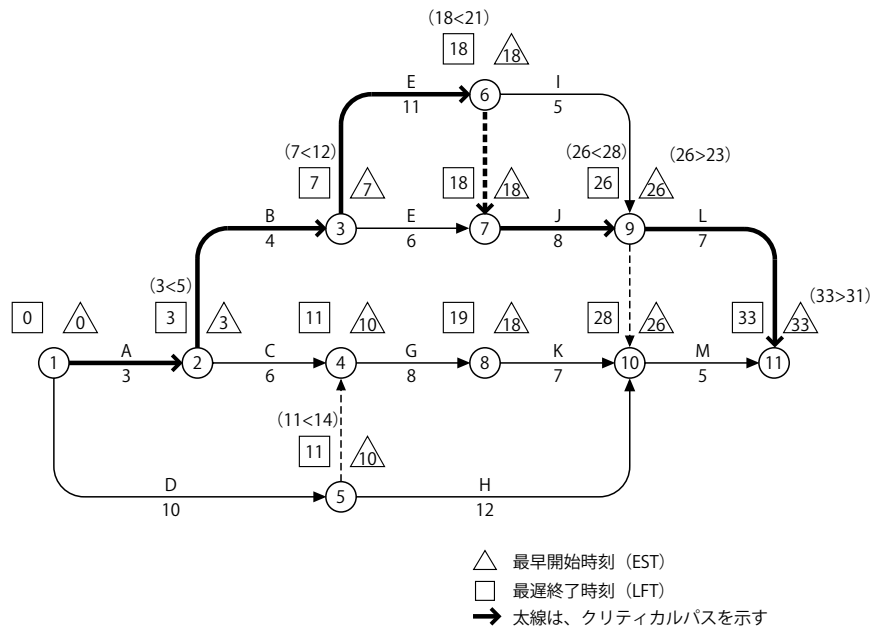 (18<21)
18 18
E 11
6
I 5
(7<12)
7 7
18 18
(26<28) (26>23)
26 26
B 4
3
E 6
7
J 8
9
L 7
(3<5)
0 0
3 3
11 10
19 18
28 26
33 33 (33>31)
1
A 3
2
C 6
4
G 8
8
K 7
10
M 5
11
(11<14)
11 10
D 10
5
H 12
最早開始時刻（EST）
最遅終了時刻（LFT）
太線は、クリティカルパスを示す